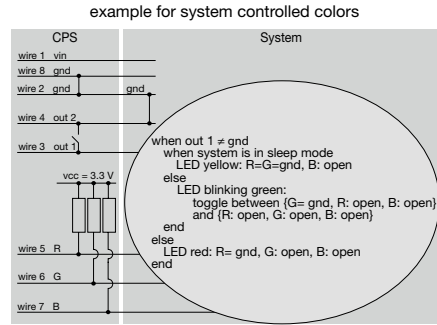 example for system controlled colors
CPS
System
wire 1 vin
wire 8 gnd
wire 2 gnd
gnd
wire 4 out 2
wire 3 out 1
when out 1 ≠ gnd
when system is in sleep mode
LED yellow: R=G=gnd, B: open
else
LED blinking green:
toggle between {G= gnd, R: open, B: open}
and {R: open, G: open, B: open}
end
else
LED red: R= gnd, G: open, B: open
end
vcc = 3.3 V
wire 5 R
wire 6 G
wire 7 B